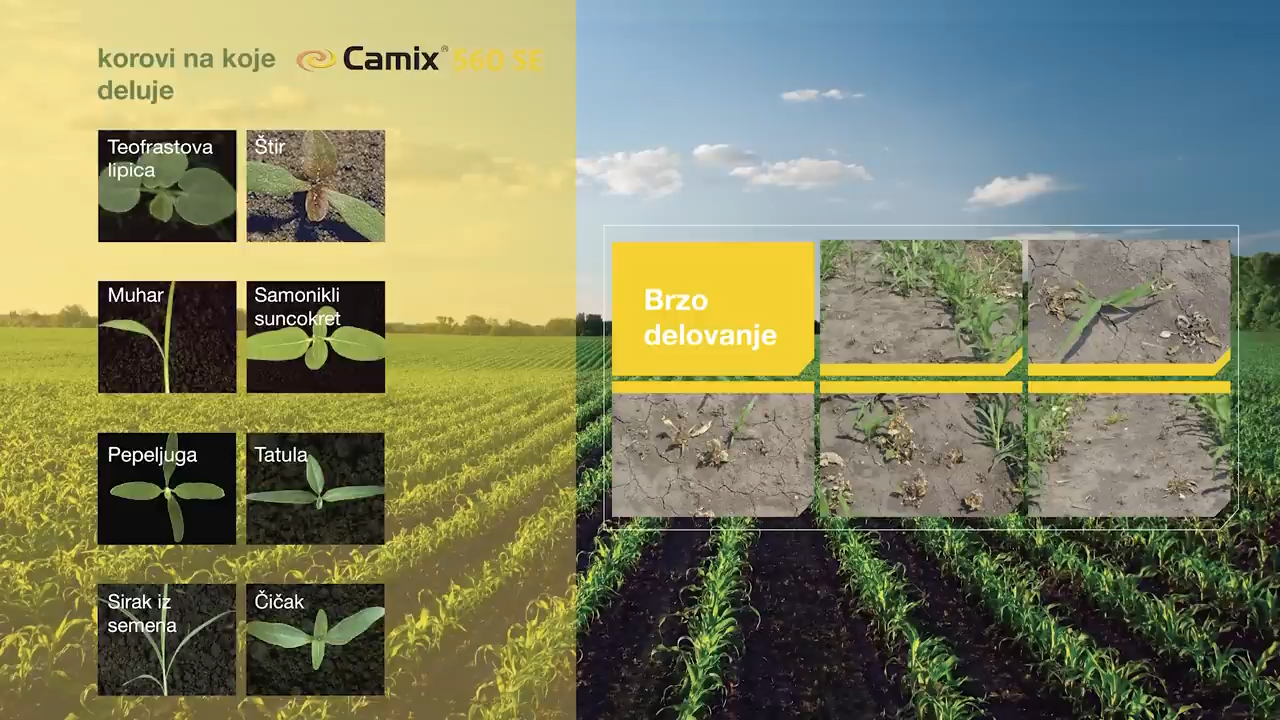 korovi na koje
deluje
Camix® 560 SE
Teofrastova
lipica
Štir
Muhar
Samonikli
suncokret
Pepeljuga
Tatula
Sirak iz
semena
Čičak
Brzo
delovanje